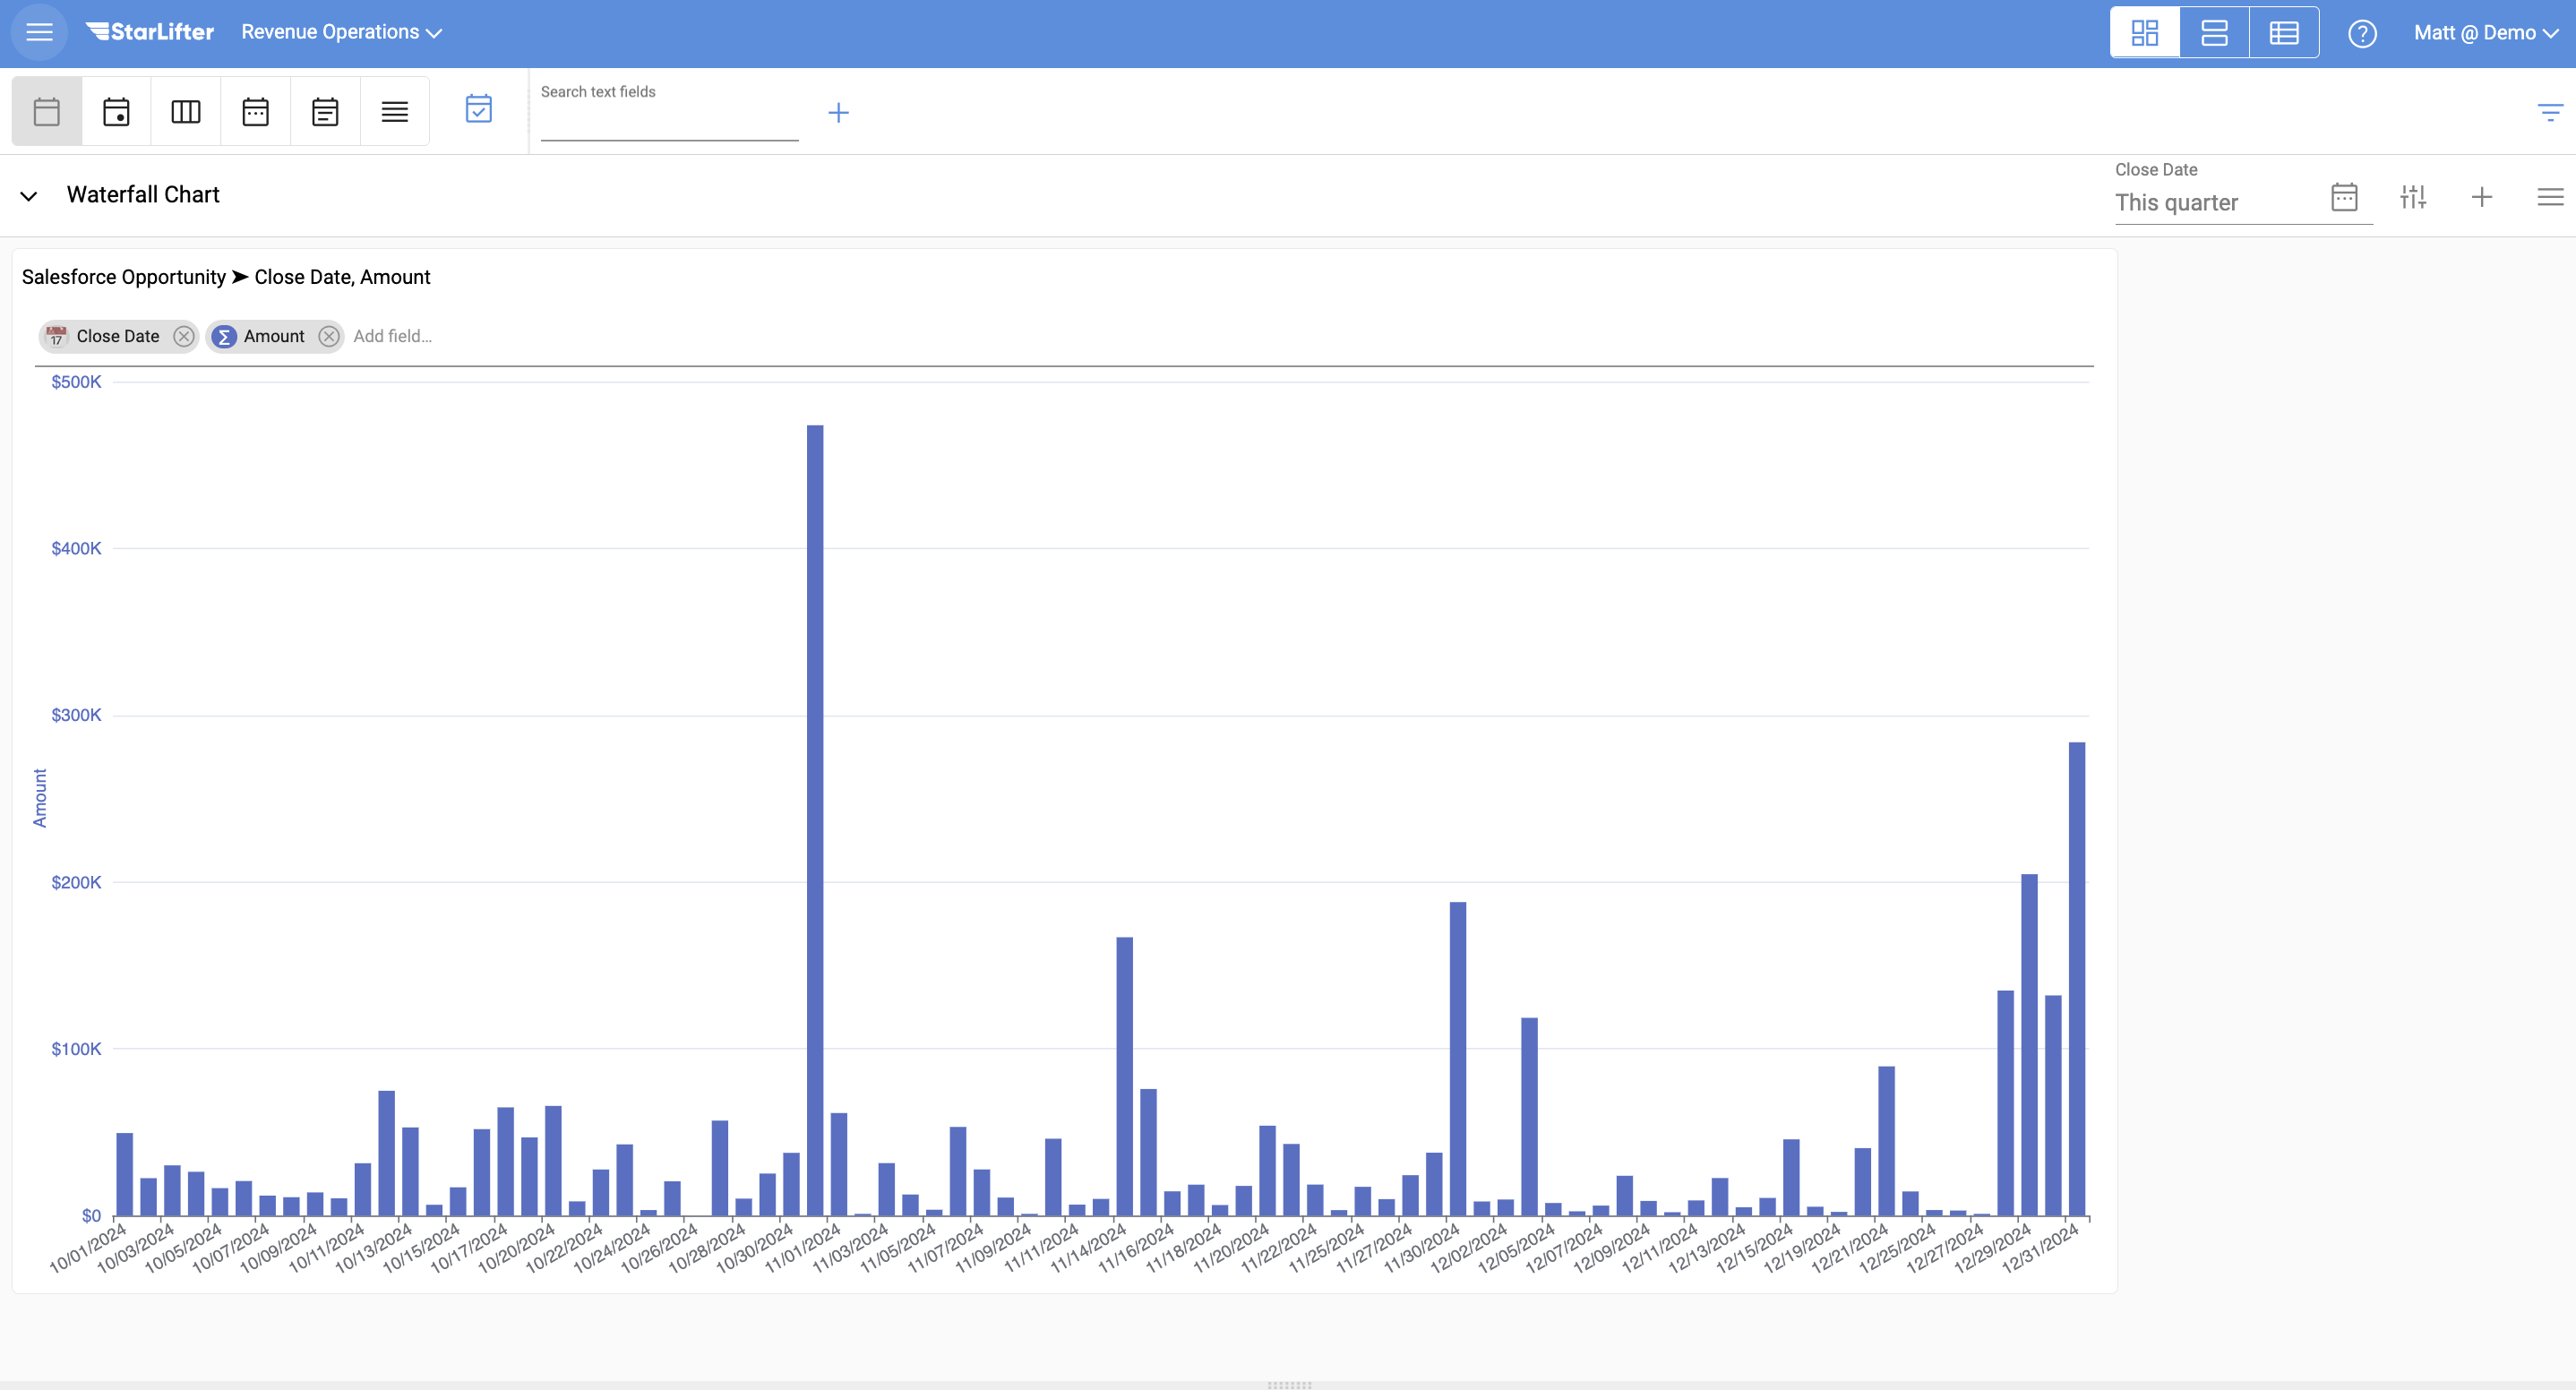 StarLifter
Revenue Operations
Matt @ Demo
Search text fields
Waterfall Chart
Close Date
This quarter
Salesforce Opportunity ➤ Close Date, Amount
17 Close Date
Σ Amount
Add field...
$500K
$400K
$300K
$200K
$100K
$0
Amount
10/01/2024
10/03/2024
10/05/2024
10/07/2024
10/09/2024
10/11/2024
10/13/2024
10/15/2024
10/17/2024
10/20/2024
10/22/2024
10/24/2024
10/26/2024
10/28/2024
10/30/2024
11/01/2024
11/03/2024
11/05/2024
11/07/2024
11/09/2024
11/11/2024
11/14/2024
11/16/2024
11/18/2024
11/20/2024
11/22/2024
11/25/2024
11/27/2024
11/30/2024
12/02/2024
12/05/2024
12/07/2024
12/09/2024
12/11/2024
12/13/2024
12/15/2024
12/19/2024
12/21/2024
12/25/2024
12/27/2024
12/29/2024
12/31/2024